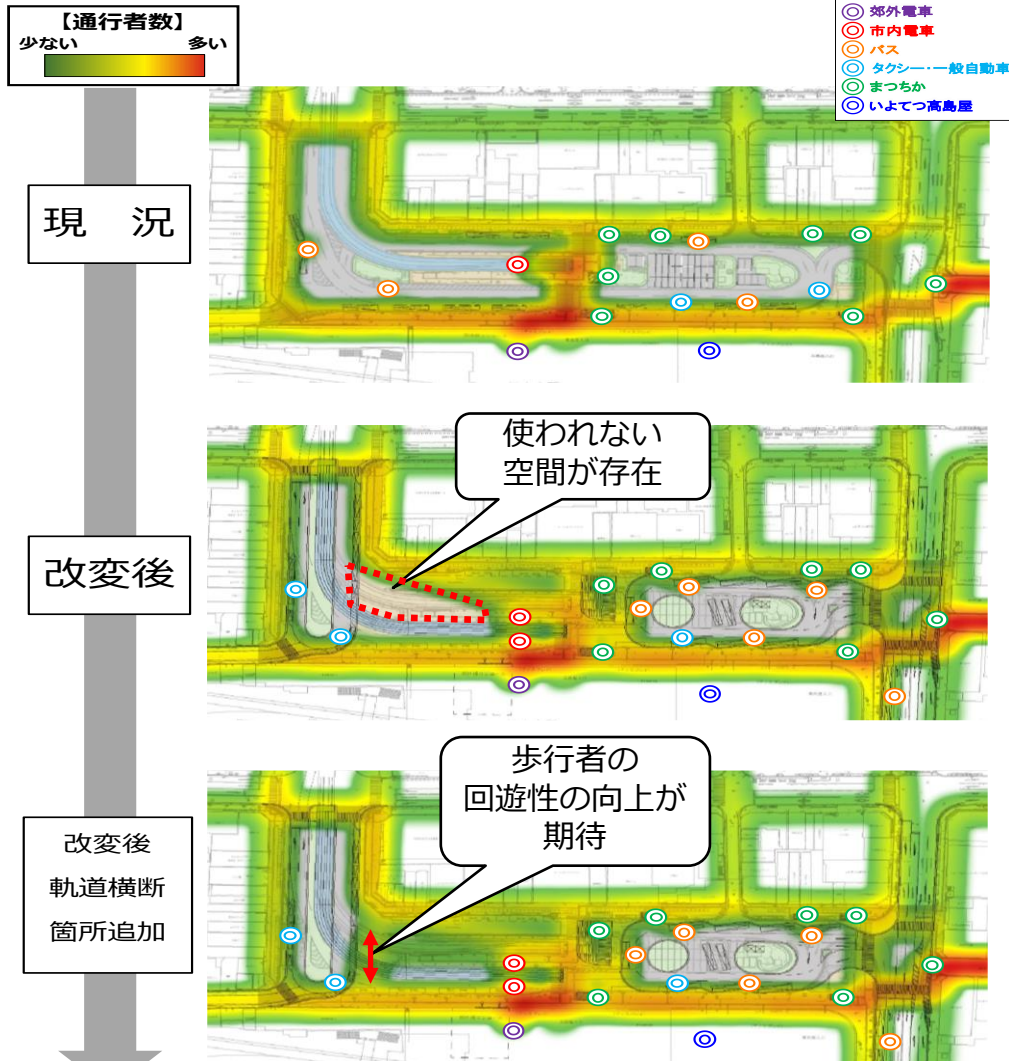 【通行者数】
少ない 多い
郊外電車
市内電車
バス
タクシー・一般自動車
まつちか
いよてつ髙島屋
現 況
使われない
空間が存在
改変後
歩行者の
回遊性の向上が
期待
改変後
軌道横断
箇所追加